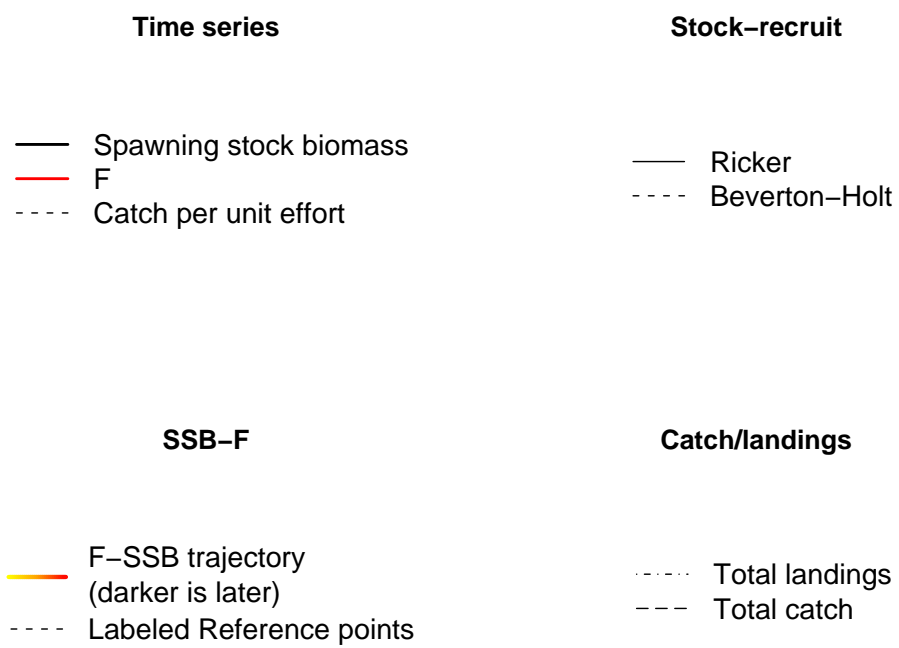 Time series
Spawning stock biomass
F
Catch per unit effort
Stock−recruit
Ricker
Beverton−Holt
SSB−F
F−SSB trajectory
(darker is later)
Labeled Reference points
Catch/landings
Total landings
Total catch